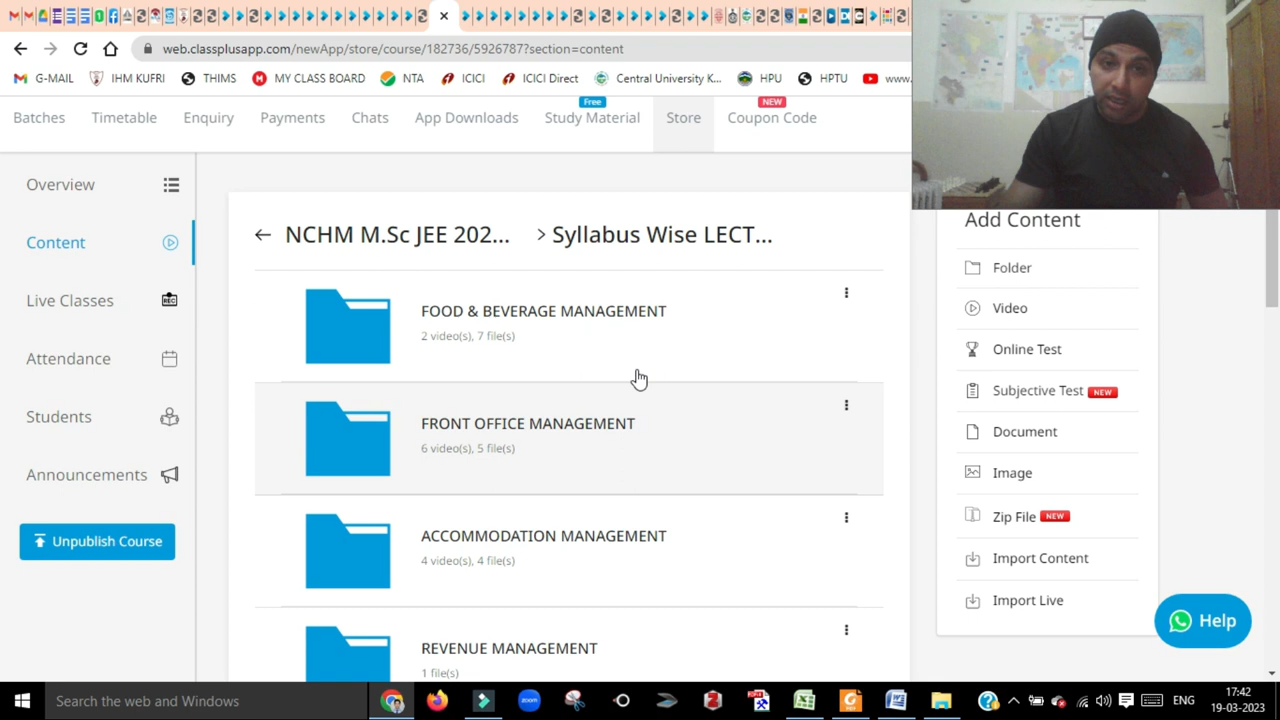 web.classplusapp.com/newApp/store/course/182736/5926787?section=content
G-MAIL IHM KUFRI THIMS MY CLASS BOARD NTA ICICI ICICI Direct Central University K... HPU HPTU www.
Free NEW
Batches Timetable Enquiry Payments Chats App Downloads Study Material Store Coupon Code
Overview
Content
Live Classes
REC
Attendance
Students
Announcements
Unpublish Course
NCHM M.Sc JEE 202... > Syllabus Wise LECT...
FOOD & BEVERAGE MANAGEMENT
2 video(s), 7 file(s)
FRONT OFFICE MANAGEMENT
6 video(s), 5 file(s)
ACCOMMODATION MANAGEMENT
4 video(s), 4 file(s)
REVENUE MANAGEMENT
1 file(s)
Add Content
Folder
Video
Online Test
Subjective Test NEW
Document
Image
Zip File NEW
Import Content
Import Live
Help
Search the web and Windows
zoom
ENG
17:42
19-03-2023